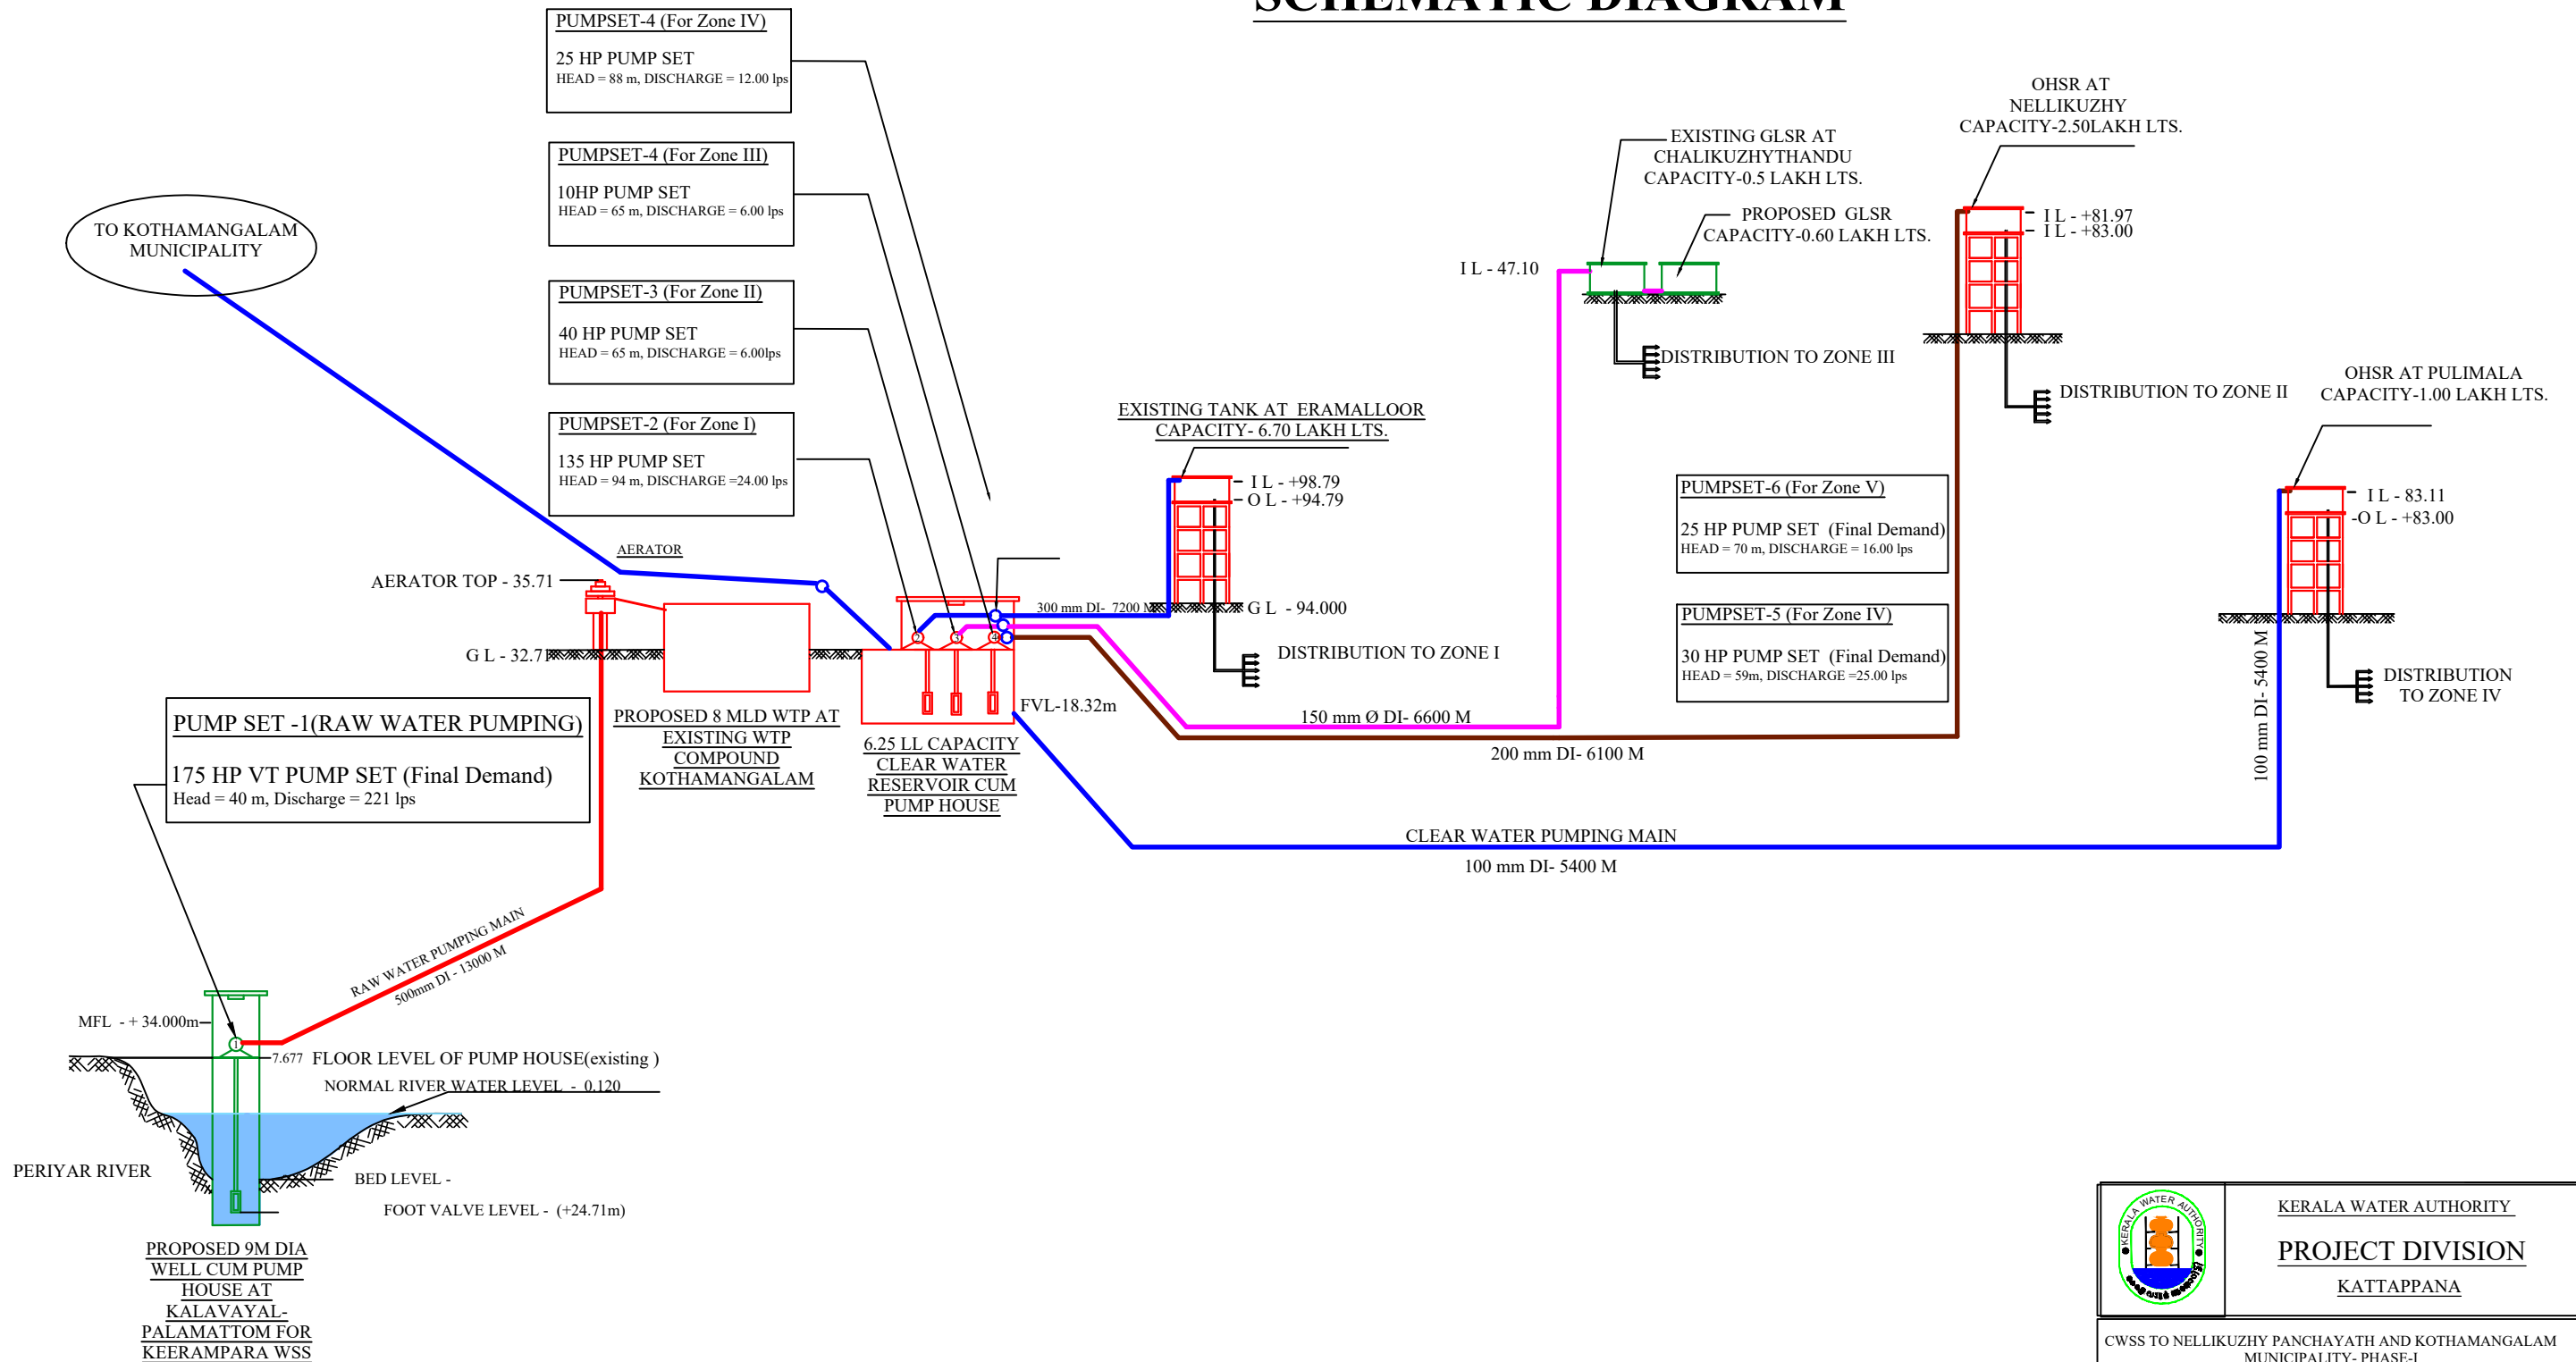 SCHEMATIC DIAGRAM
PUMPSET-4 (For Zone IV)
25 HP PUMP SET
HEAD = 88 m, DISCHARGE = 12.00 lps
PUMPSET-4 (For Zone III)
10HP PUMP SET
HEAD = 65 m, DISCHARGE = 6.00 lps
PUMPSET-3 (For Zone II)
40 HP PUMP SET
HEAD = 65 m, DISCHARGE = 6.00lps
PUMPSET-2 (For Zone I)
135 HP PUMP SET
HEAD = 94 m, DISCHARGE =24.00 lps
TO KOTHAMANGALAM
MUNICIPALITY
AERATOR
AERATOR TOP - 35.71
G L - 32.71
PUMP SET -1(RAW WATER PUMPING)
175 HP VT PUMP SET (Final Demand)
Head = 40 m, Discharge = 221 lps
PROPOSED 8 MLD WTP AT
EXISTING WTP
COMPOUND
KOTHAMANGALAM
2
3
4
6.25 LL CAPACITY
CLEAR WATER
RESERVOIR CUM
PUMP HOUSE
FVL-18.32m
300 mm DI- 7200 M
EXISTING TANK AT ERAMALLOOR
CAPACITY- 6.70 LAKH LTS.
I L - +98.79
O L - +94.79
G L - 94.000
DISTRIBUTION TO ZONE I
EXISTING GLSR AT
CHALIKUZHYTHANDU
CAPACITY-0.5 LAKH LTS.
PROPOSED GLSR
CAPACITY-0.60 LAKH LTS.
I L - 47.10
DISTRIBUTION TO ZONE III
OHSR AT
NELLIKUZHY
CAPACITY-2.50LAKH LTS.
I L - +81.97
I L - +83.00
DISTRIBUTION TO ZONE II
OHSR AT PULIMALA
CAPACITY-1.00 LAKH LTS.
I L - 83.11
-O L - +83.00
DISTRIBUTION
TO ZONE IV
PUMPSET-6 (For Zone V)
25 HP PUMP SET (Final Demand)
HEAD = 70 m, DISCHARGE = 16.00 lps
PUMPSET-5 (For Zone IV)
30 HP PUMP SET (Final Demand)
HEAD = 59m, DISCHARGE =25.00 lps
150 mm Ø DI- 6600 M
200 mm DI- 6100 M
100 mm DI- 5400 M
CLEAR WATER PUMPING MAIN
100 mm DI- 5400 M
RAW WATER PUMPING MAIN
500mm DI - 13000 M
MFL - + 34.000m
1
7.677 FLOOR LEVEL OF PUMP HOUSE(existing )
NORMAL RIVER WATER LEVEL - 0.120
PERIYAR RIVER
BED LEVEL -
FOOT VALVE LEVEL - (+24.71m)
PROPOSED 9M DIA
WELL CUM PUMP
HOUSE AT
KALAVAYAL-
PALAMATTOM FOR
KEERAMPARA WSS
KERALA WATER AUTHORITY
KERALA WATER AUTHORITY
PROJECT DIVISION
KATTAPPANA
CWSS TO NELLIKUZHY PANCHAYATH AND KOTHAMANGALAM
MUNICIPALITY- PHASE-I